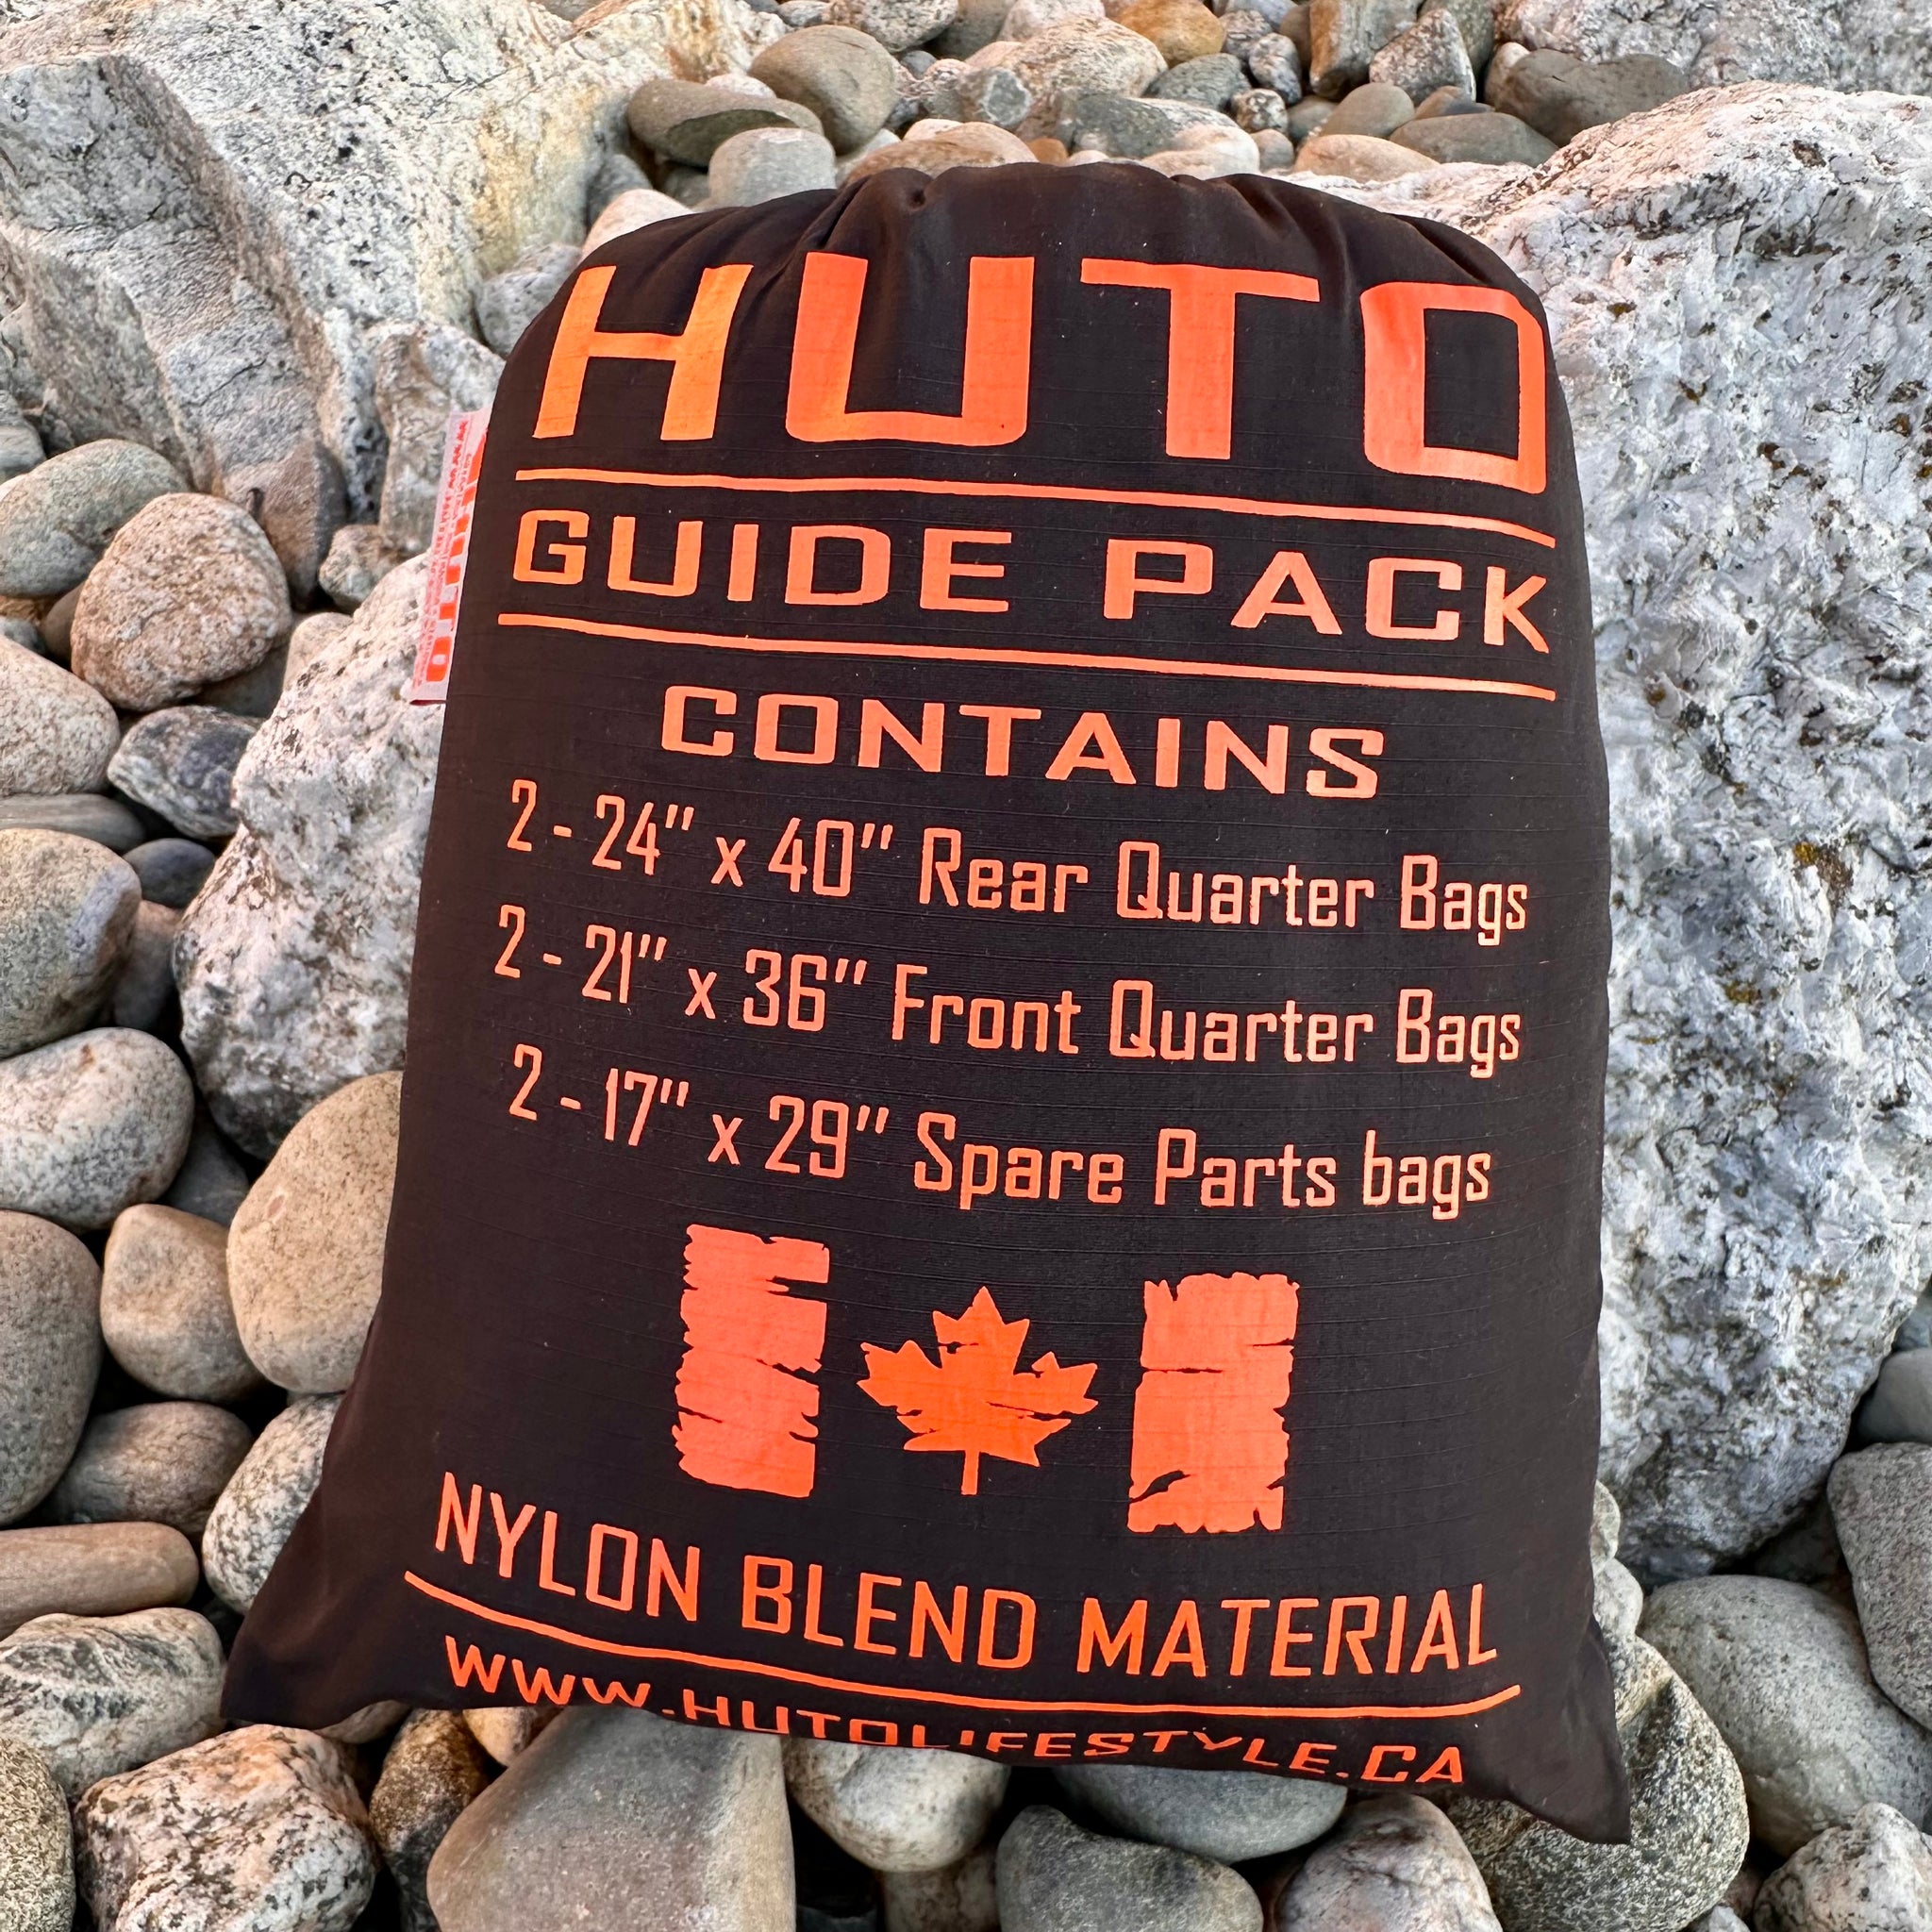 HUTO
GUIDE PACK
CONTAINS
2 - 24" x 40" Rear Quarter Bags
2 - 21" x 36" Front Quarter Bags
2 - 17" x 29" Spare Parts bags
NYLON BLEND MATERIAL
WWW.HUTOLIFESTYLE.CA
HUTO